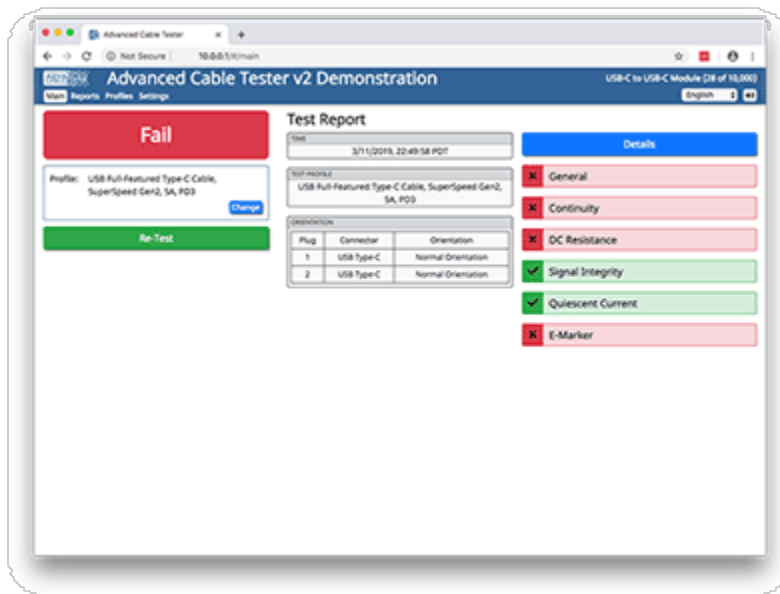 Advanced Cable Tester
Not Secure
10.0.0.1/#/main
Advanced Cable Tester v2 Demonstration
USB-C to USB-C Module (28 of 10,000)
Main Reports Profiles Settings
English
Fail
Profile: USB Full-Featured Type-C Cable,
SuperSpeed Gen2, 5A, PD3
Change
Re-Test
Test Report
TIME
3/11/2019, 22:49:58 PDT
TEST PROFILE
USB Full-Featured Type-C Cable, SuperSpeed Gen2,
5A, PD3
ORIENTATION
Plug Connector Orientation
1 USB Type-C Normal Orientation
2 USB Type-C Normal Orientation
Details
General
Continuity
DC Resistance
Signal Integrity
Quiescent Current
E-Marker